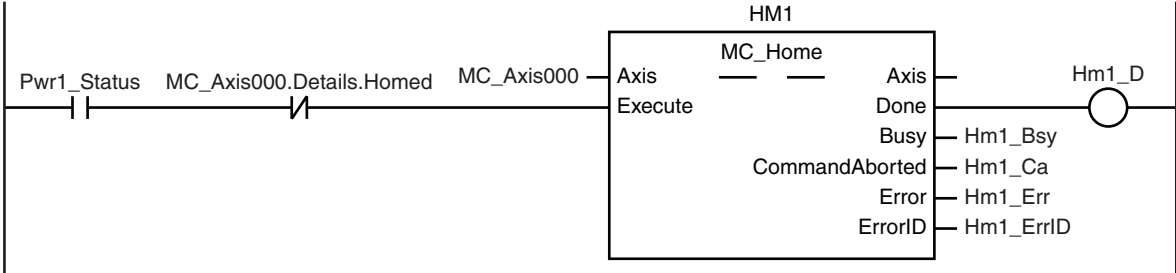 HM1
MC_Home
Pwr1_Status MC_Axis000.Details.Homed MC_Axis000 Axis Axis Hm1_D
Execute Done
Busy Hm1_Bsy
CommandAborted Hm1_Ca
Error Hm1_Err
ErrorID Hm1_ErrID